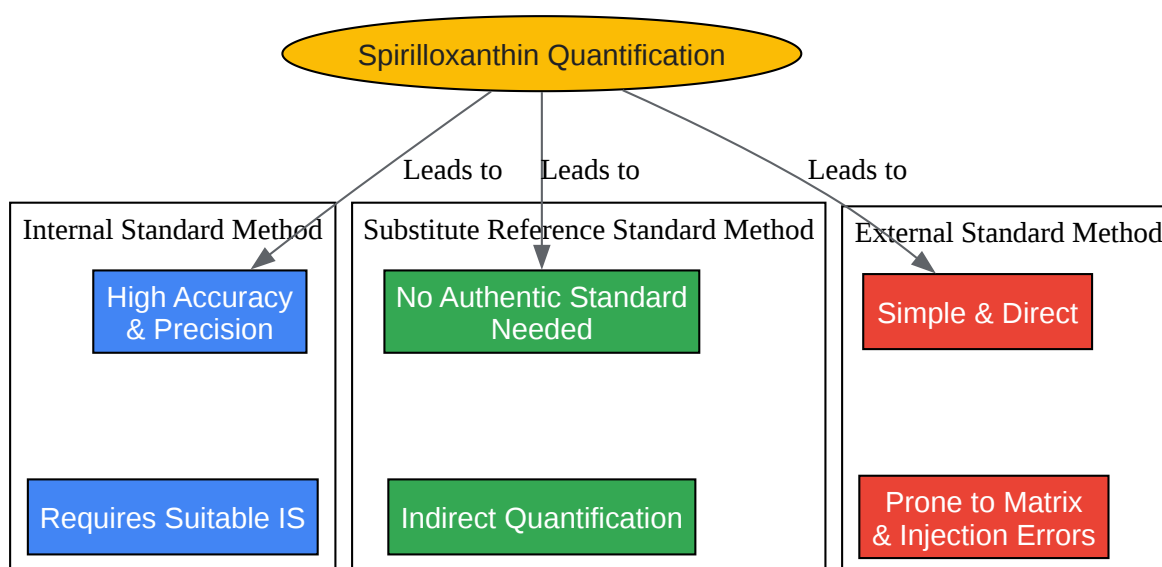 Spirilloxanthin Quantification
Leads to
Leads to
Leads to
Internal Standard Method
Substitute Reference Standard Method
External Standard Method
High Accuracy
& Precision
No Authentic Standard
Needed
Simple & Direct
Requires Suitable IS
Indirect Quantification
Prone to Matrix
& Injection Errors